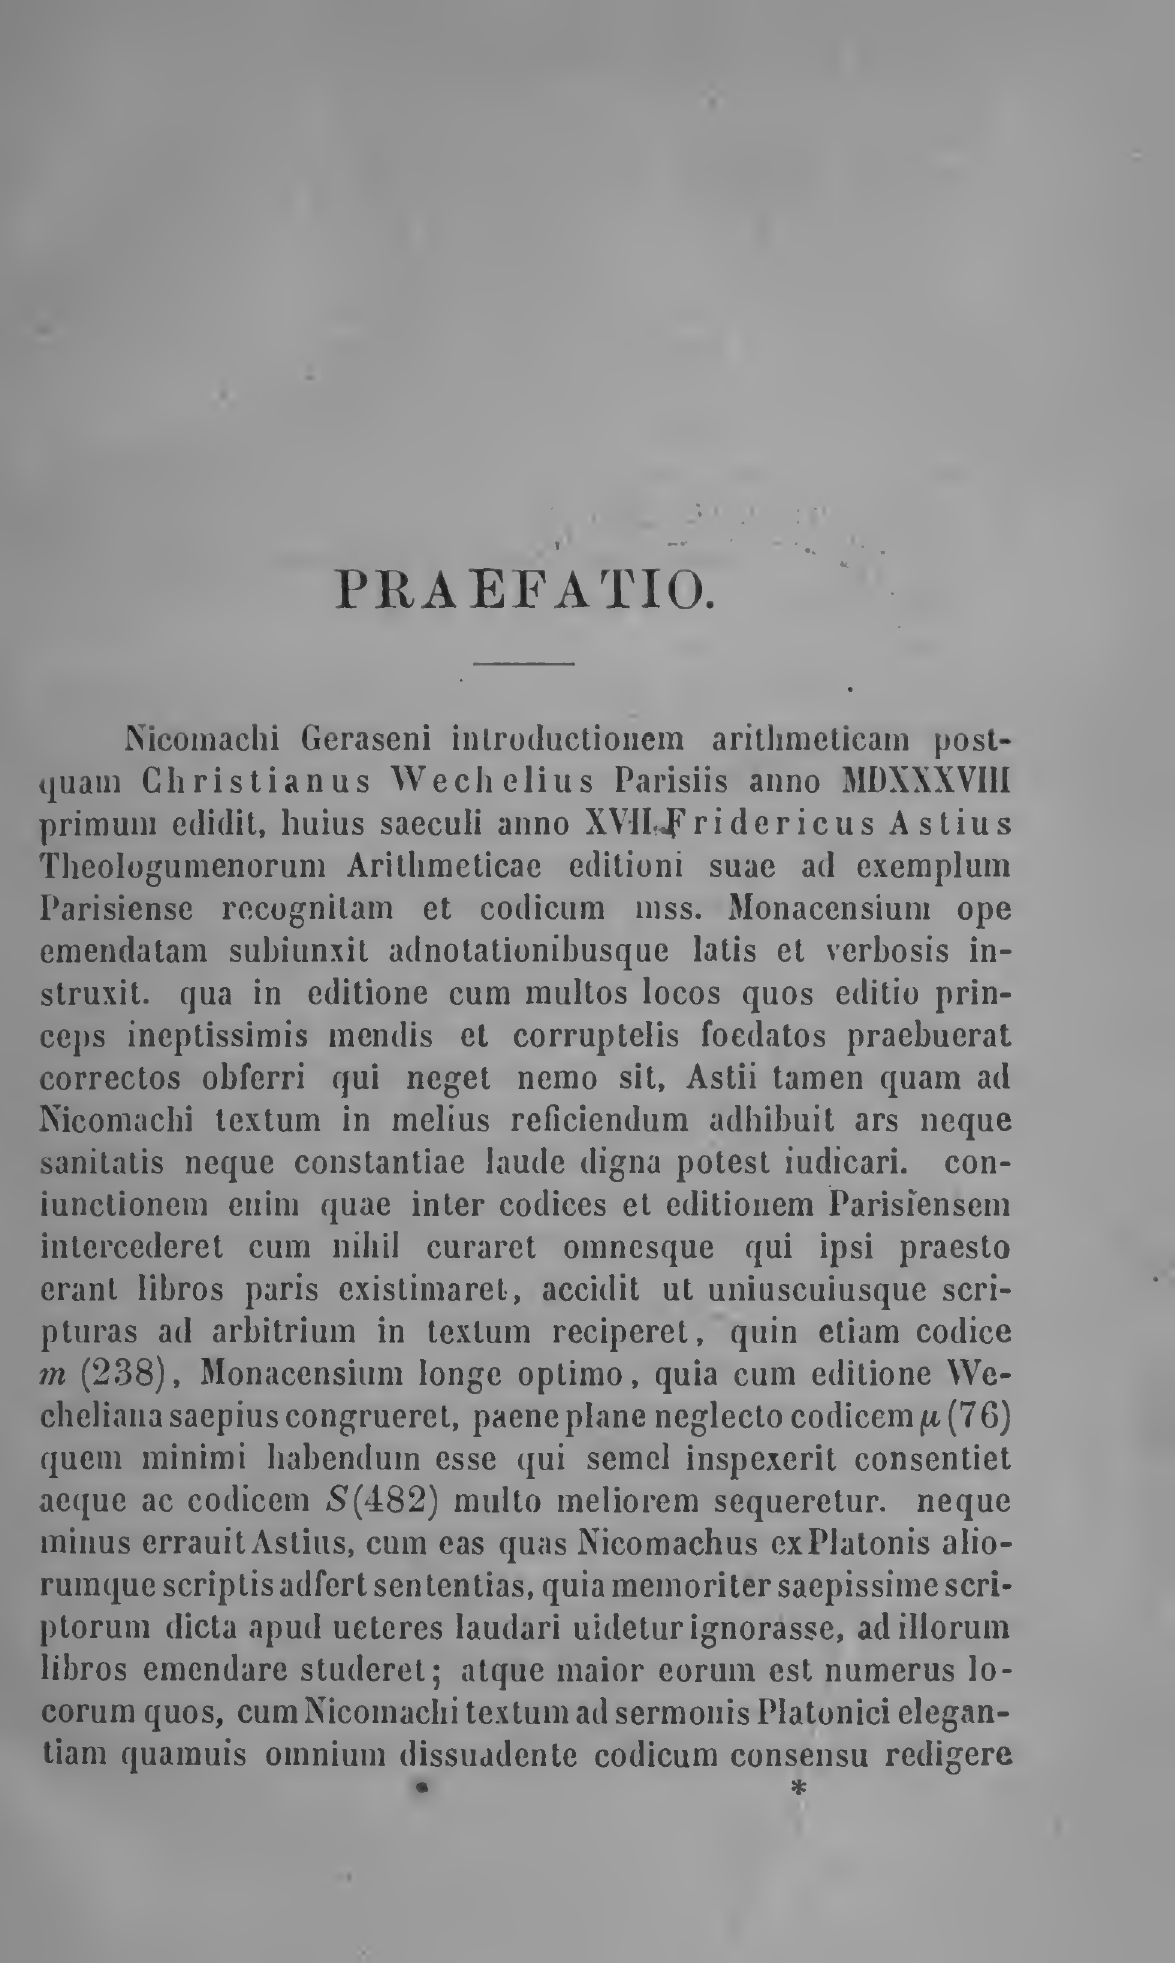 PRAEFATIO.
Nicomachi Geraseni introductionem arithmeticam post-
quam Christianus Wechelius Parisiis anno MDXXXVIII
primum edidit, huius saeculi anno XVII Fridericus Astius
Theologumenorum Arithmeticae editioni suae ad exemplum
Parisiense recognitam et codicum mss. Monacensium ope
emendatam subiunxit adnotationibusque latis et verbosis in-
struxit. qua in editione cum multos locos quos editio prin-
ceps ineptissimis mendis et corruptelis foedatos praebuerat
correctos obferri qui neget nemo sit, Astii tamen quam ad
Nicomachi textum in melius reficiendum adhibuit ars neque
sanitatis neque constantiae laude digna potest iudicari. con-
iunctionem enim quae inter codices et editionem Parisiensem
intercederet cum nihil curaret omnesque qui ipsi praesto
erant libros paris existimaret, accidit ut uniuscuiusque scri-
pturas ad arbitrium in textum reciperet, quin etiam codice
m (238), Monacensium longe optimo, quia cum editione We-
cheliana saepius congrueret, paene plane neglecto codicem μ (76)
quem minimi habendum esse qui semel inspexerit consentiet
aeque ac codicem S (482) multo meliorem sequeretur. neque
minus errauit Astius, cum eas quas Nicomachus ex Platonis alio-
rumque scriptis adfert sententias, quia memoriter saepissime scri-
ptorum dicta apud ueteres laudari uidetur ignorasse, ad illorum
libros emendare studeret; atque maior eorum est numerus lo-
corum quos, cum Nicomachi textum ad sermonis Platonici elegan-
tiam quamuis omnium dissuadente codicum consensu redigere
*